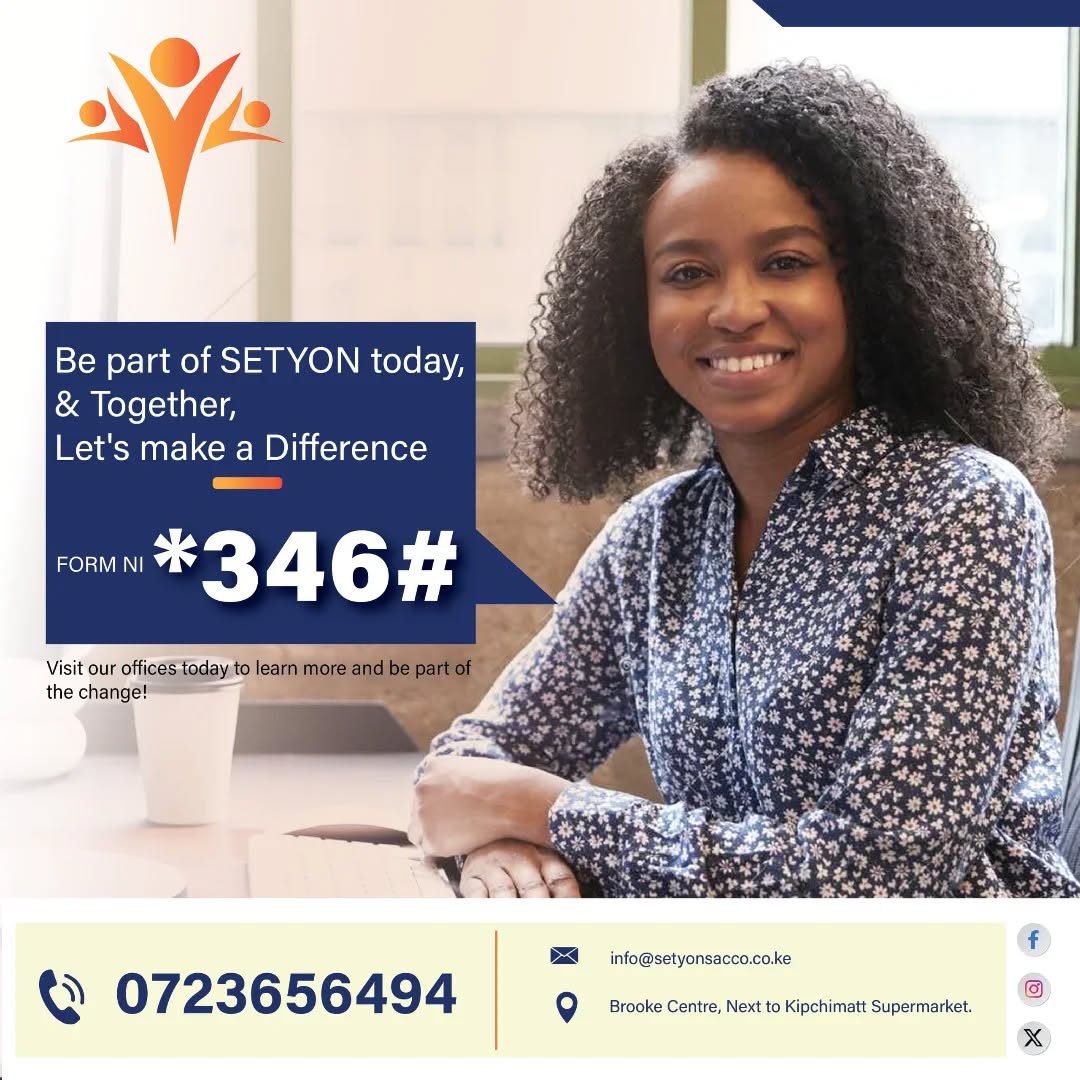 Be part of SETYON today,
& Together,
Let's make a Difference
FORM NI *346#
Visit our offices today to learn more and be part of
the change!
0723656494
info@setyonsacco.co.ke
Brooke Centre, Next to Kipchimatt Supermarket.